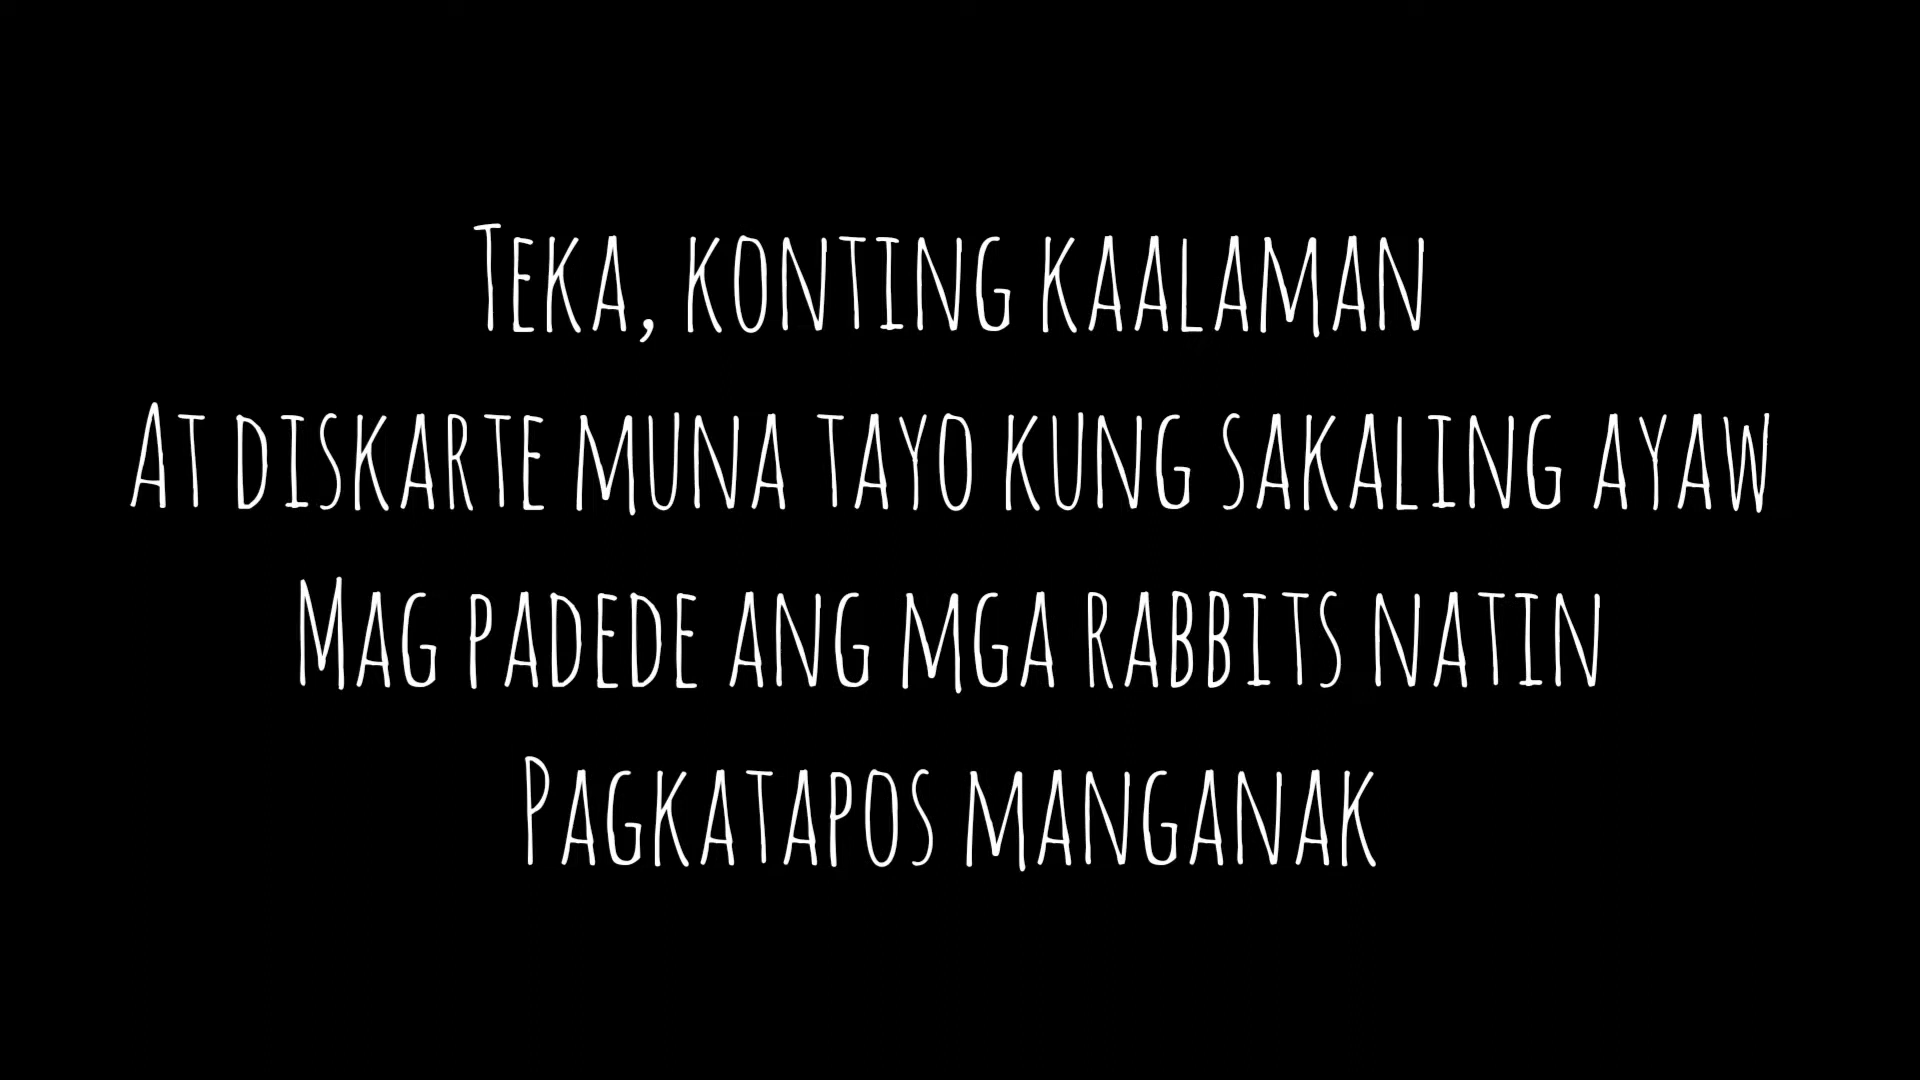 Teka, konting kaalaman
At diskarte muna tayo kung sakaling ayaw
Mag padede ang mga rabbits natin
Pagkatapos manganak